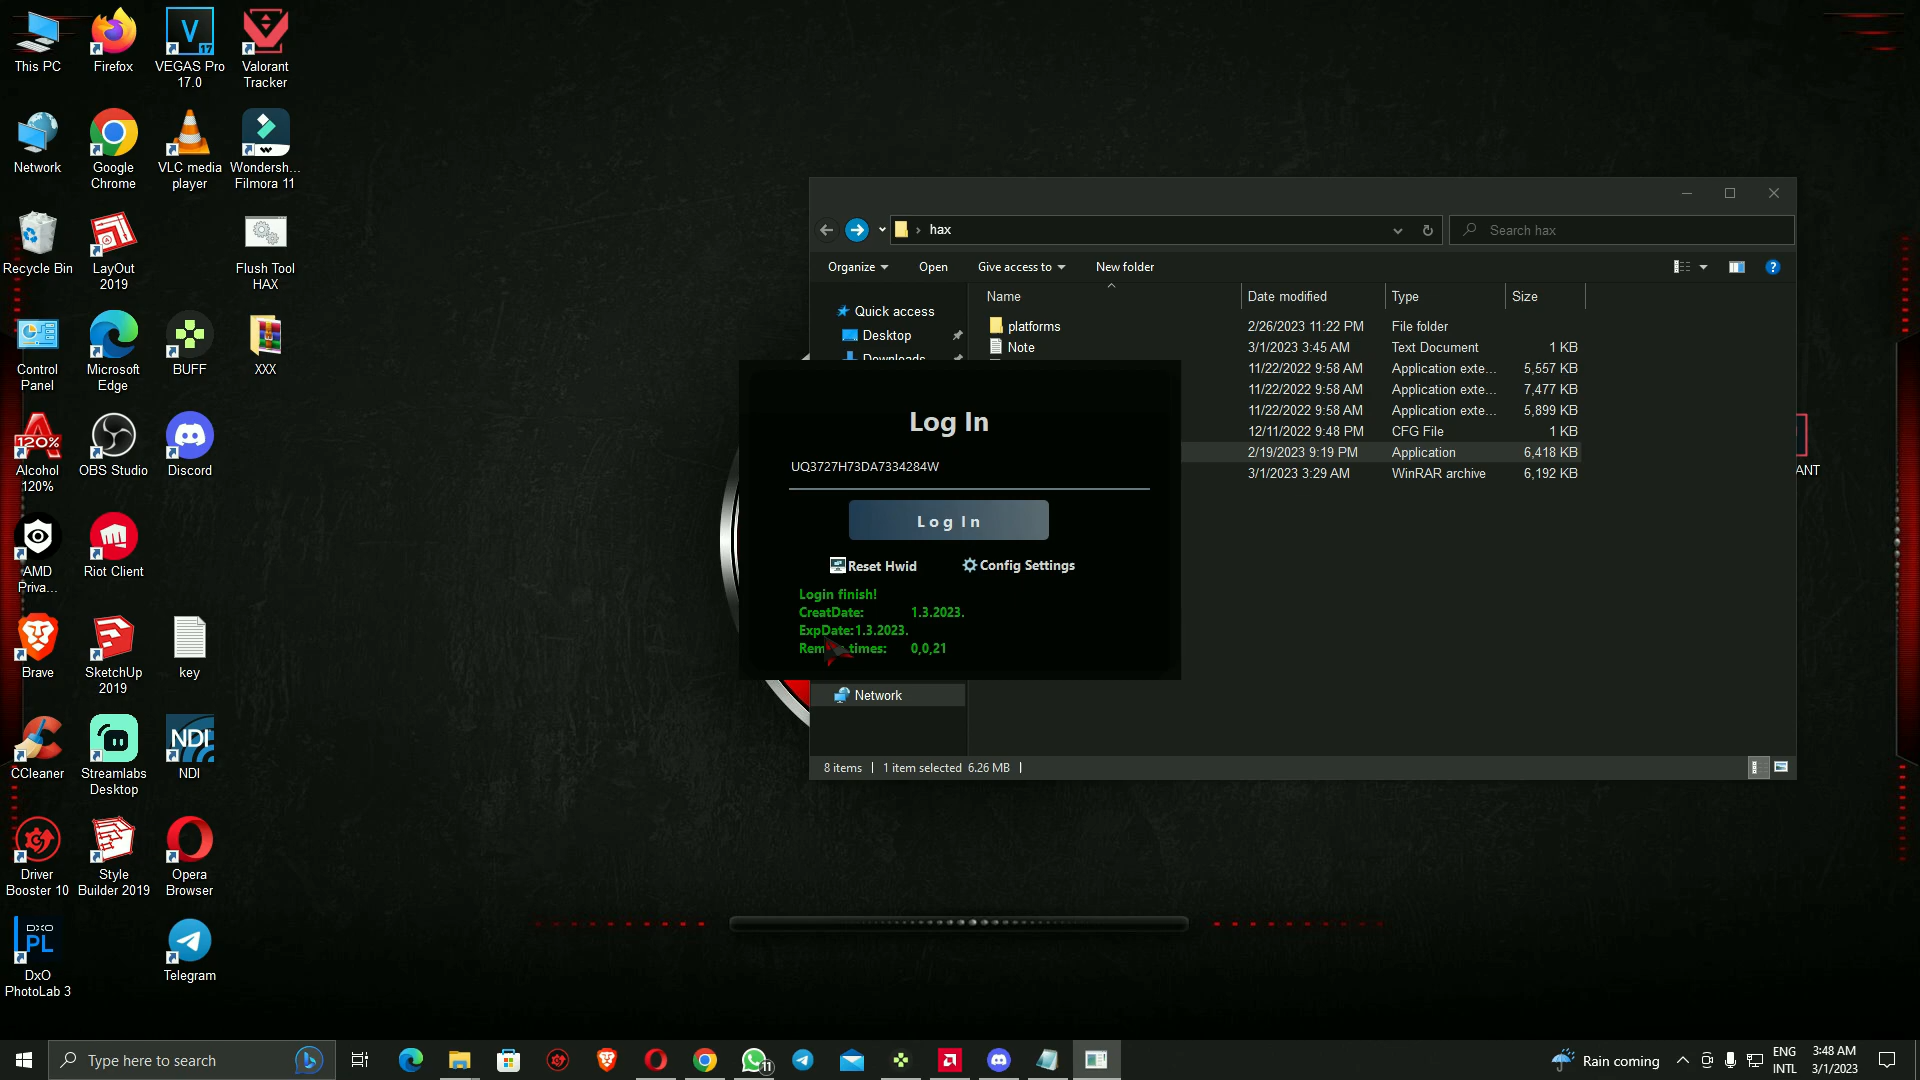 This PC
Firefox
VEGAS Pro
17.0
Valorant
Tracker
Network
Google
Chrome
VLC media
player
Wondersh...
Filmora 11
Recycle Bin
LayOut
2019
Flush Tool
HAX
Control
Panel
Microsoft
Edge
BUFF
XXX
120%
Alcohol
120%
OBS Studio
Discord
AMD
Priva...
Riot Client
Brave
SketchUp
2019
key
CCleaner
Streamlabs
Desktop
NDI
NDI
Driver
Booster 10
Style
Builder 2019
Opera
Browser
DXO
PL
DxO
PhotoLab 3
Telegram
hax
Search hax
Organize
Open
Give access to
New folder
Name
Date modified
Type
Size
Quick access
Desktop
Downloads
platforms
2/26/2023 11:22 PM
File folder
Note
3/1/2023 3:45 AM
Text Document
1 KB
11/22/2022 9:58 AM
Application exte...
5,557 KB
11/22/2022 9:58 AM
Application exte...
7,477 KB
11/22/2022 9:58 AM
Application exte...
5,899 KB
12/11/2022 9:48 PM
CFG File
1 KB
2/19/2023 9:19 PM
Application
6,418 KB
3/1/2023 3:29 AM
WinRAR archive
6,192 KB
ANT
Log In
UQ3727H73DA7334284W
Log In
Reset Hwid
Config Settings
Login finish!
CreatDate: 1.3.2023.
ExpDate:1.3.2023.
times: 0,0,21
Network
8 items
1 item selected 6.26 MB
Type here to search
11
Rain coming
ENG
INTL
3:48 AM
3/1/2023